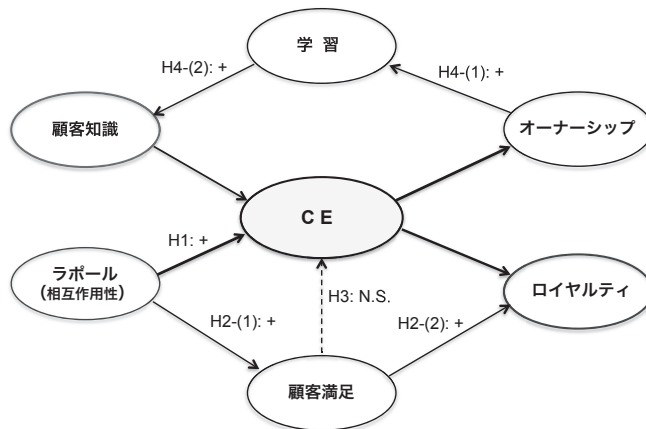 学 習
H4-(2): +
H4-(1): +
顧客知識
オーナーシップ
C E
H1: +
ラポール
(相互作用性)
H3: N.S.
ロイヤルティ
H2-(1): +
H2-(2): +
顧客満足